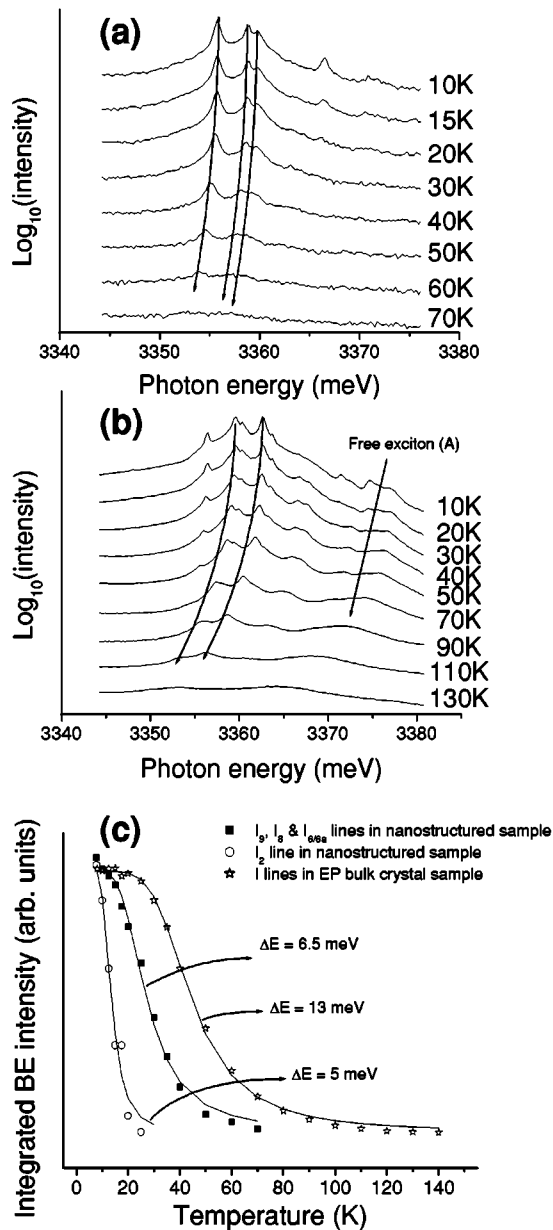 (a)
10K
15K
20K
30K
40K
50K
60K
70K
Log₁₀(intensity)
3340 3350 3360 3370 3380
Photon energy (meV)
(b)
Free exciton (A)
10K
20K
30K
40K
50K
70K
90K
110K
130K
Log₁₀(intensity)
3340 3350 3360 3370 3380
Photon energy (meV)
(c)
I₉, I₈ & I₆/₆ₐ lines in nanostructured sample
I₂ line in nanostructured sample
I lines in EP bulk crystal sample
ΔE = 6.5 meV
ΔE = 13 meV
ΔE = 5 meV
Integrated BE intensity (arb. units)
0 20 40 60 80 100 120 140
Temperature (K)